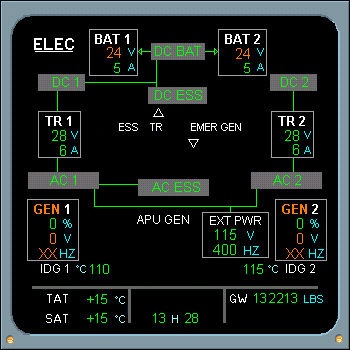 ELEC
BAT 1 24 V 5 A
DC BAT
BAT 2 24 V 5 A
DC 1
DC ESS
DC 2
TR 1 28 V 6 A
ESS TR
EMER GEN
TR 2 28 V 6 A
AC 1
AC ESS
AC 2
GEN 1 0 % 0 V XX HZ
APU GEN
EXT PWR 115 V 400 HZ
GEN 2 0 % 0 V XX HZ
IDG 1 °C 110
115 °C IDG 2
TAT +15 °C
GW 132213 LBS
SAT +15 °C
13 H 28